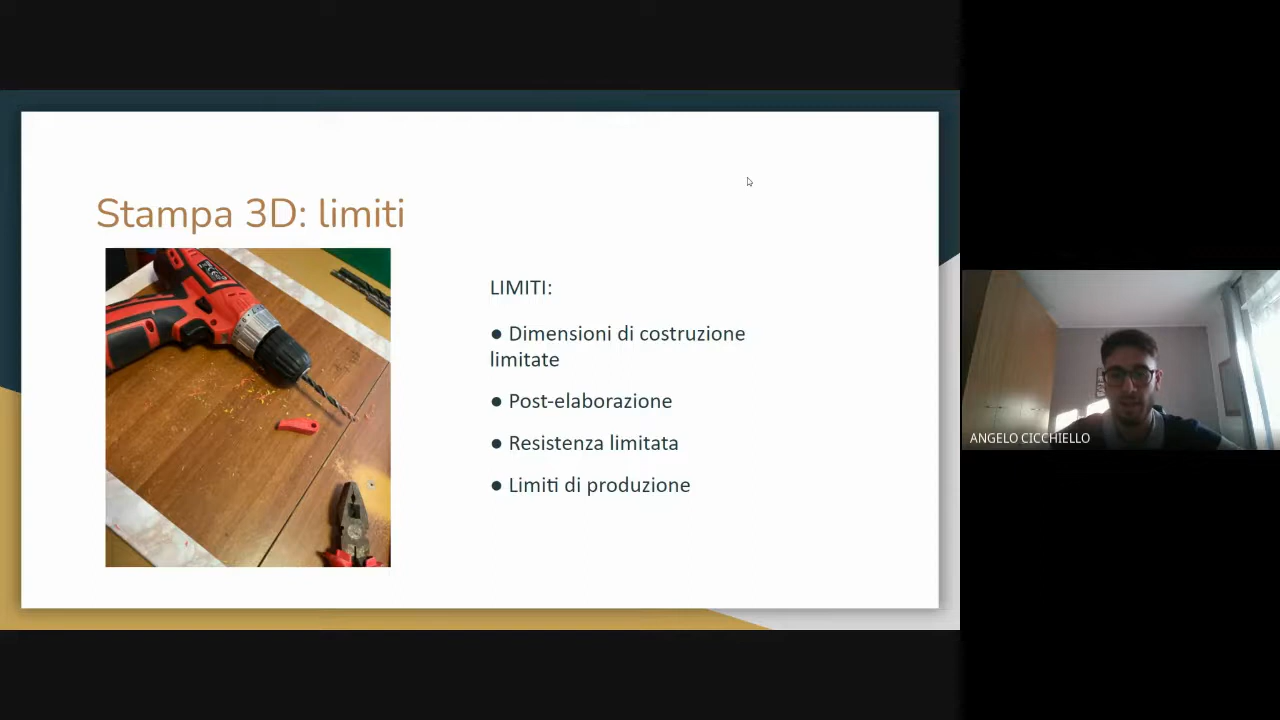 Stampa 3D: limiti
LIMITI:
● Dimensioni di costruzione
limitate
● Post-elaborazione
● Resistenza limitata
● Limiti di produzione
ANGELO CICCHIELLO